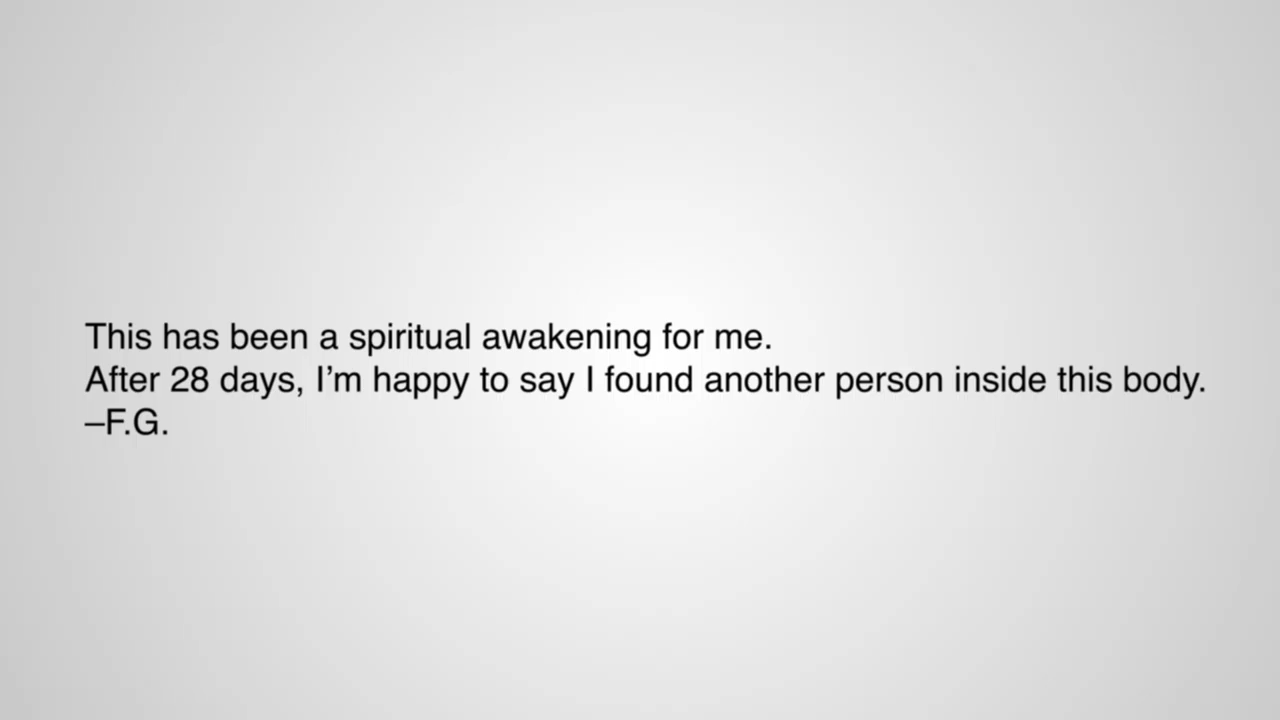 This has been a spiritual awakening for me.
After 28 days, I’m happy to say I found another person inside this body.
–F.G.